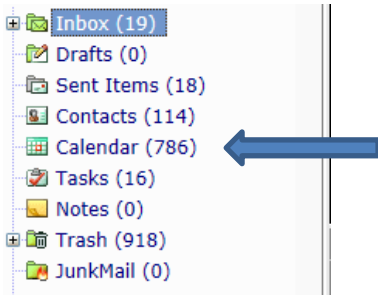 Inbox (19)
Drafts (0)
Sent Items (18)
Contacts (114)
Calendar (786)
Tasks (16)
Notes (0)
Trash (918)
JunkMail (0)